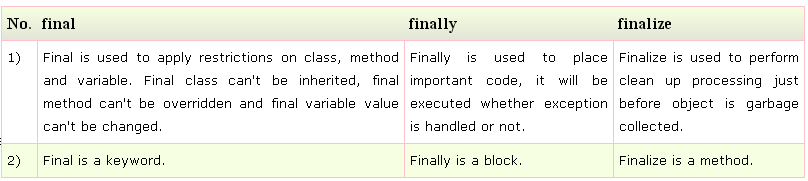 No. final finally finalize
1) Final is used to apply restrictions on class, method
and variable. Final class can't be inherited, final
method can't be overridden and final variable value
can't be changed.
Finally is used to place
important code, it will be
executed whether exception
is handled or not.
Finalize is used to perform
clean up processing just
before object is garbage
collected.
2) Final is a keyword. Finally is a block. Finalize is a method.